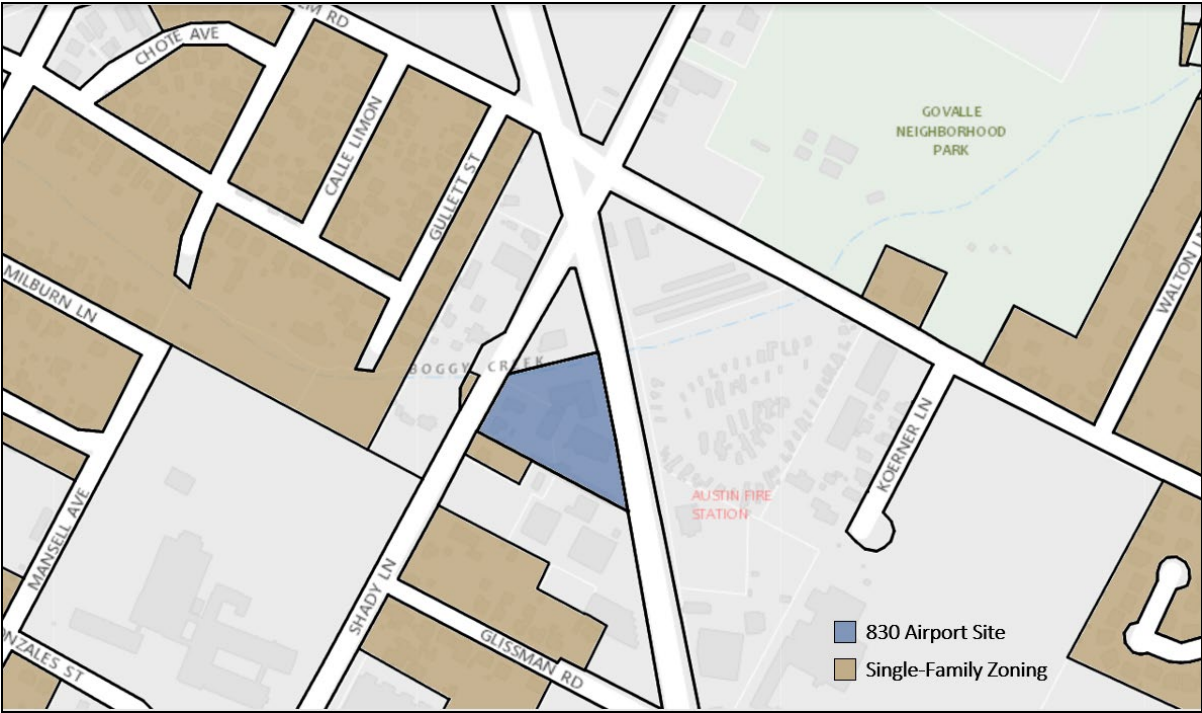 LM RD
CHOTE AVE
GOVALLE
NEIGHBORHOOD
PARK
CALLE LIMON
GULLETT ST
WALTON LN
MILBURN LN
BOGGY CREEK
KOERNER LN
AUSTIN FIRE
STATION
MANSELL AVE
SHADY LN
830 Airport Site
GLISSMAN RD
ONZALES ST
Single-Family Zoning